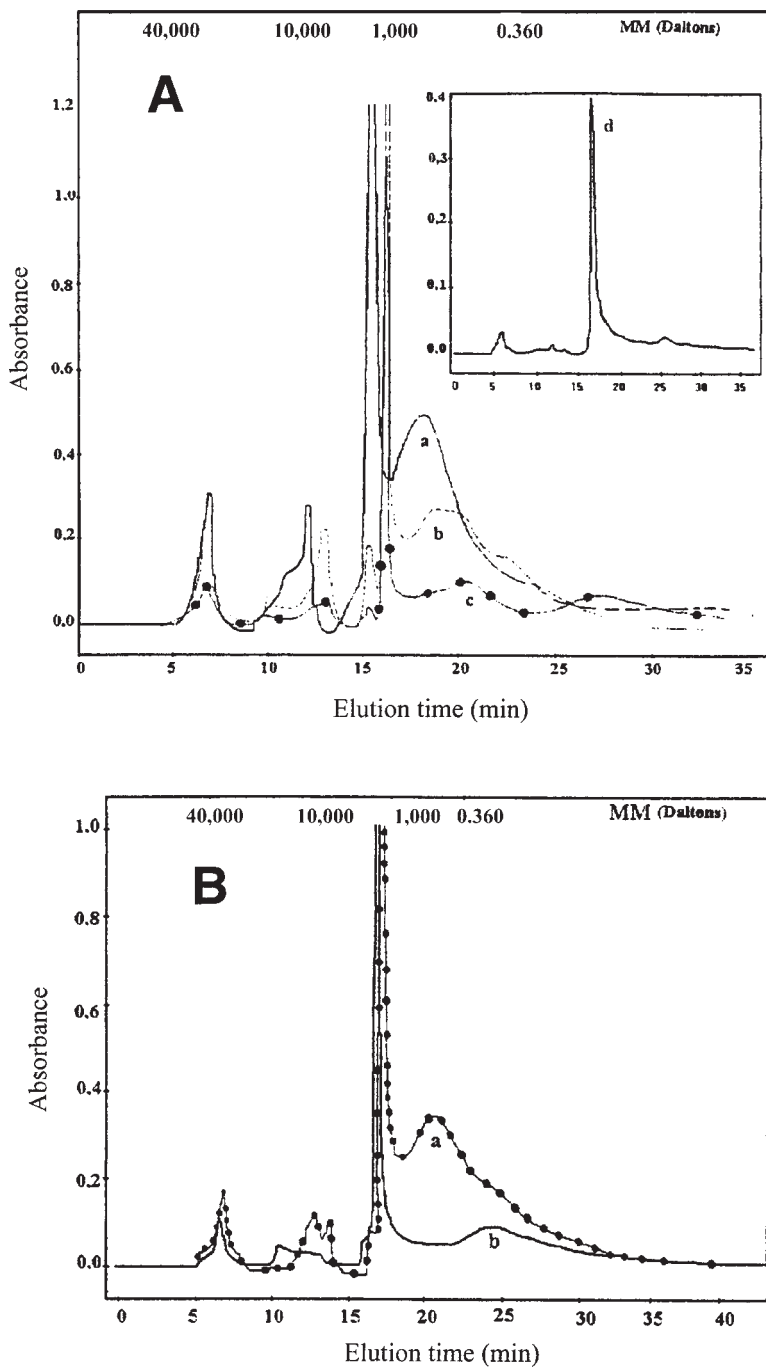 40,000 10,000 1,000 0.360 MM (Daltons)
A
1,2
1.0
0.8
0.6
0.4
0.2
0.0
Absorbance
a
b
c
0 5 10 15 20 25 30 35
Elution time (min)
0.4
0,3
0,2
0,1
0,0
d
0 5 10 15 20 25 30 35
40,000 10,000 1,000 0.360 MM (Daltons)
B
1.0
0.8
0.6
0.4
0.2
0.0
Absorbance
a
b
0 5 10 15 20 25 30 35 40
Elution time (min)